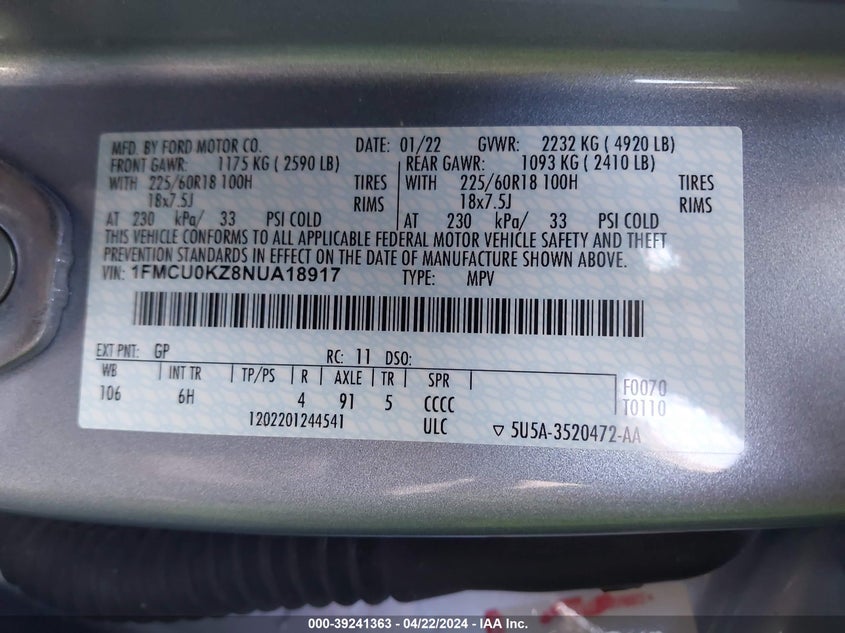 MFD. BY FORD MOTOR CO. DATE: 01/22 GVWR: 2232 KG ( 4920 LB)
FRONT GAWR: 1175 KG ( 2590 LB) REAR GAWR: 1093 KG ( 2410 LB)
WITH 225/60R18 100H TIRES WITH 225/60R18 100H TIRES
18x7.5J RIMS 18x7.5J RIMS
AT 230 kPa/ 33 PSI COLD AT 230 kPa/ 33 PSI COLD
THIS VEHICLE CONFORMS TO ALL APPLICABLE FEDERAL MOTOR VEHICLE SAFETY AND THEFT
PREVENTION STANDARDS IN EFFECT ON THE DATE OF MANUFACTURE SHOWN ABOVE.
VIN: 1FMCU0KZ8NUA18917 TYPE: MPV
EXT PNT: GP RC: 11 DSO:
WB INT TR TP/PS R AXLE TR SPR F0070
106 6H 4 91 5 CCCC T0110
1202201244541 ULC ▽ 5U5A-3520472-AA
000-39241363 - 04/22/2024 - IAA Inc.